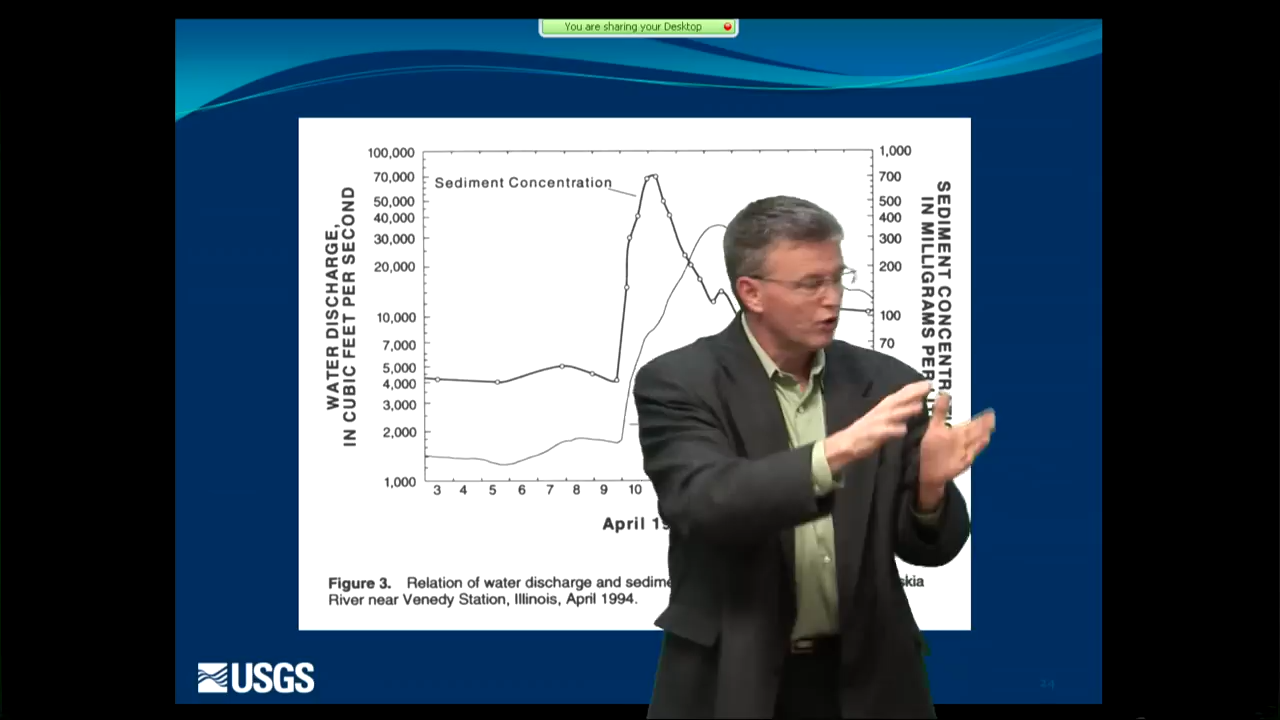 You are sharing your Desktop
100,000
70,000
50,000
40,000
30,000
20,000
10,000
7,000
5,000
4,000
3,000
2,000
1,000
WATER DISCHARGE,
IN CUBIC FEET PER SECOND
Sediment Concentration
1,000
700
500
400
300
200
100
70
SEDIMENT
IN MILLIGRAMS
3 4 5 6 7 8 9 10
April
Figure 3. Relation of water discharge and
River near Venedy Station, Illinois, April 1994.
USGS
24